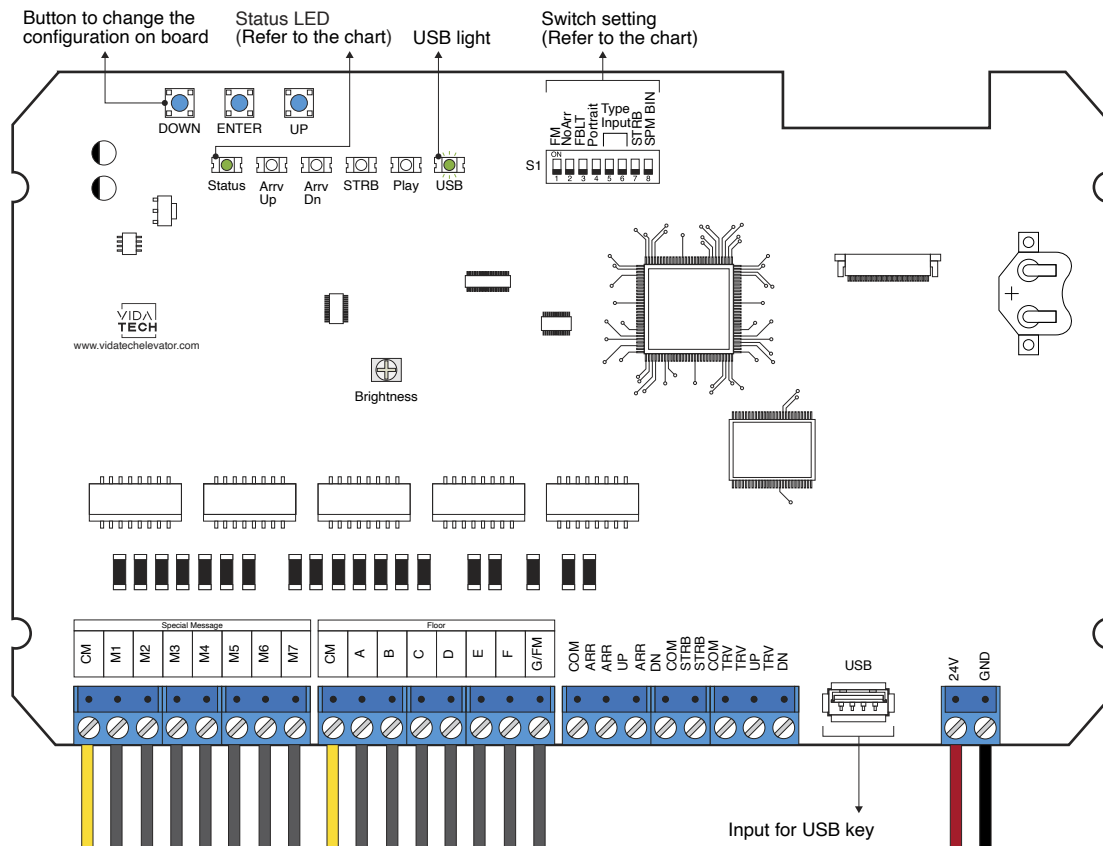 Button to change the
configuration on board
Status LED
(Refer to the chart)
USB light
Switch setting
(Refer to the chart)
DOWN
ENTER
UP
Status
Arrv
Up
Arrv
Dn
STRB
Play
USB
FM
NoArr
FBLT
Portrait
Type
Input
STRB
SPM BIN
S1
ON
1
2
3
4
5
6
7
8
VIDA
TECH
www.vidatechelevator.com
Brightness
Special Message
CM
M1
M2
M3
M4
M5
M6
M7
Floor
CM
A
B
C
D
E
F
G/FM
COM
ARR
ARR
UP
ARR
DN
COM
STRB
STRB
COM
TRV
TRV
UP
TRV
DN
USB
24V
GND
Input for USB key